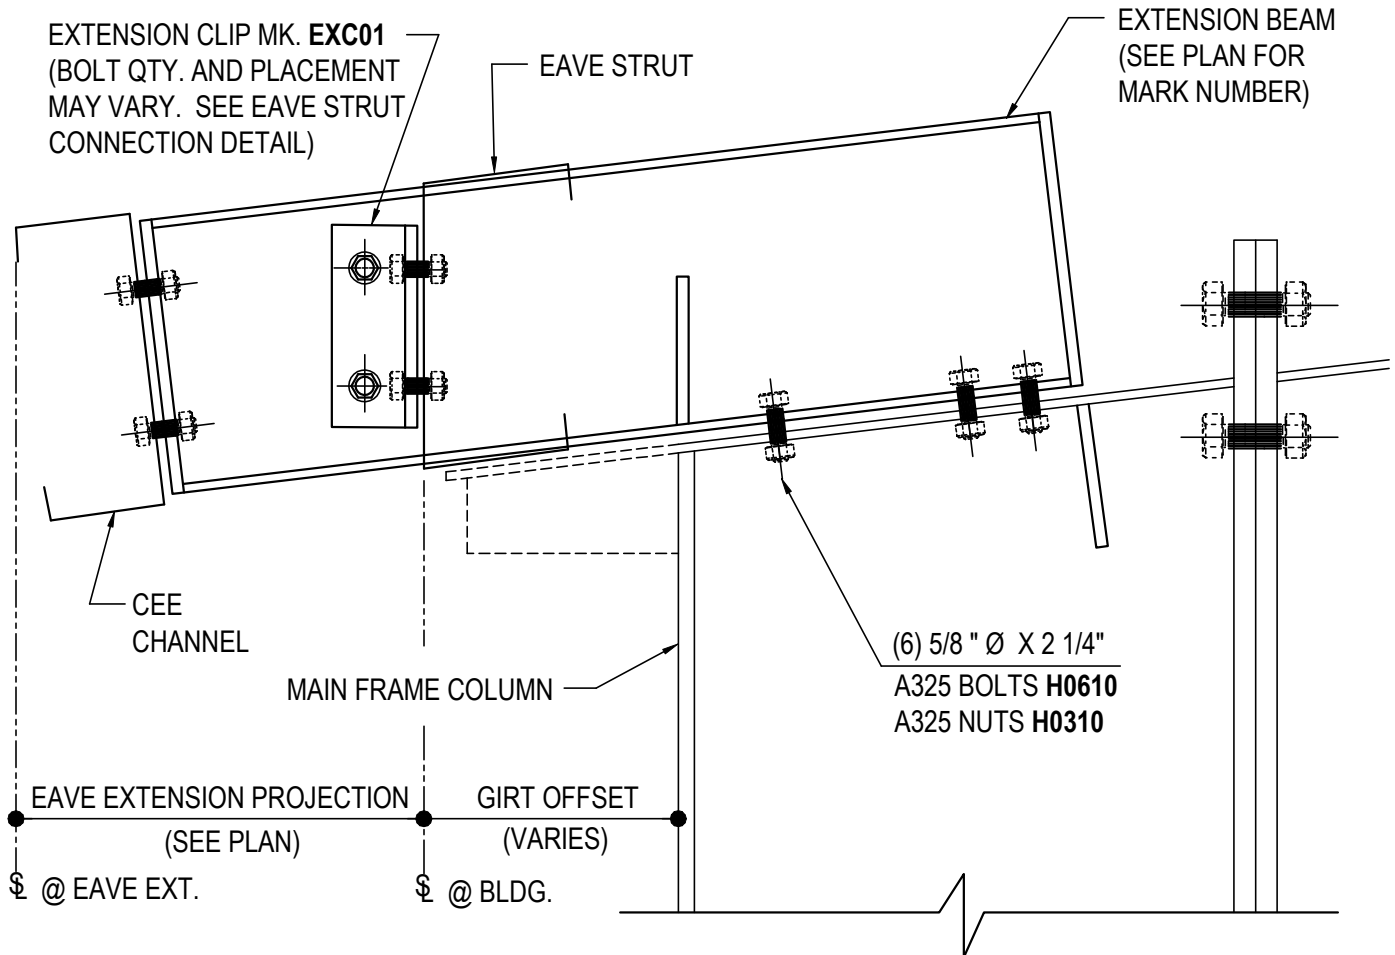 EXTENSION CLIP MK. EXC01
(BOLT QTY. AND PLACEMENT
MAY VARY. SEE EAVE STRUT
CONNECTION DETAIL)
EAVE STRUT
EXTENSION BEAM
(SEE PLAN FOR
MARK NUMBER)
CEE
CHANNEL
MAIN FRAME COLUMN
(6) 5/8 " Ø X 2 1/4"
A325 BOLTS H0610
A325 NUTS H0310
EAVE EXTENSION PROJECTION
(SEE PLAN)
GIRT OFFSET
(VARIES)
SL @ EAVE EXT.
SL @ BLDG.